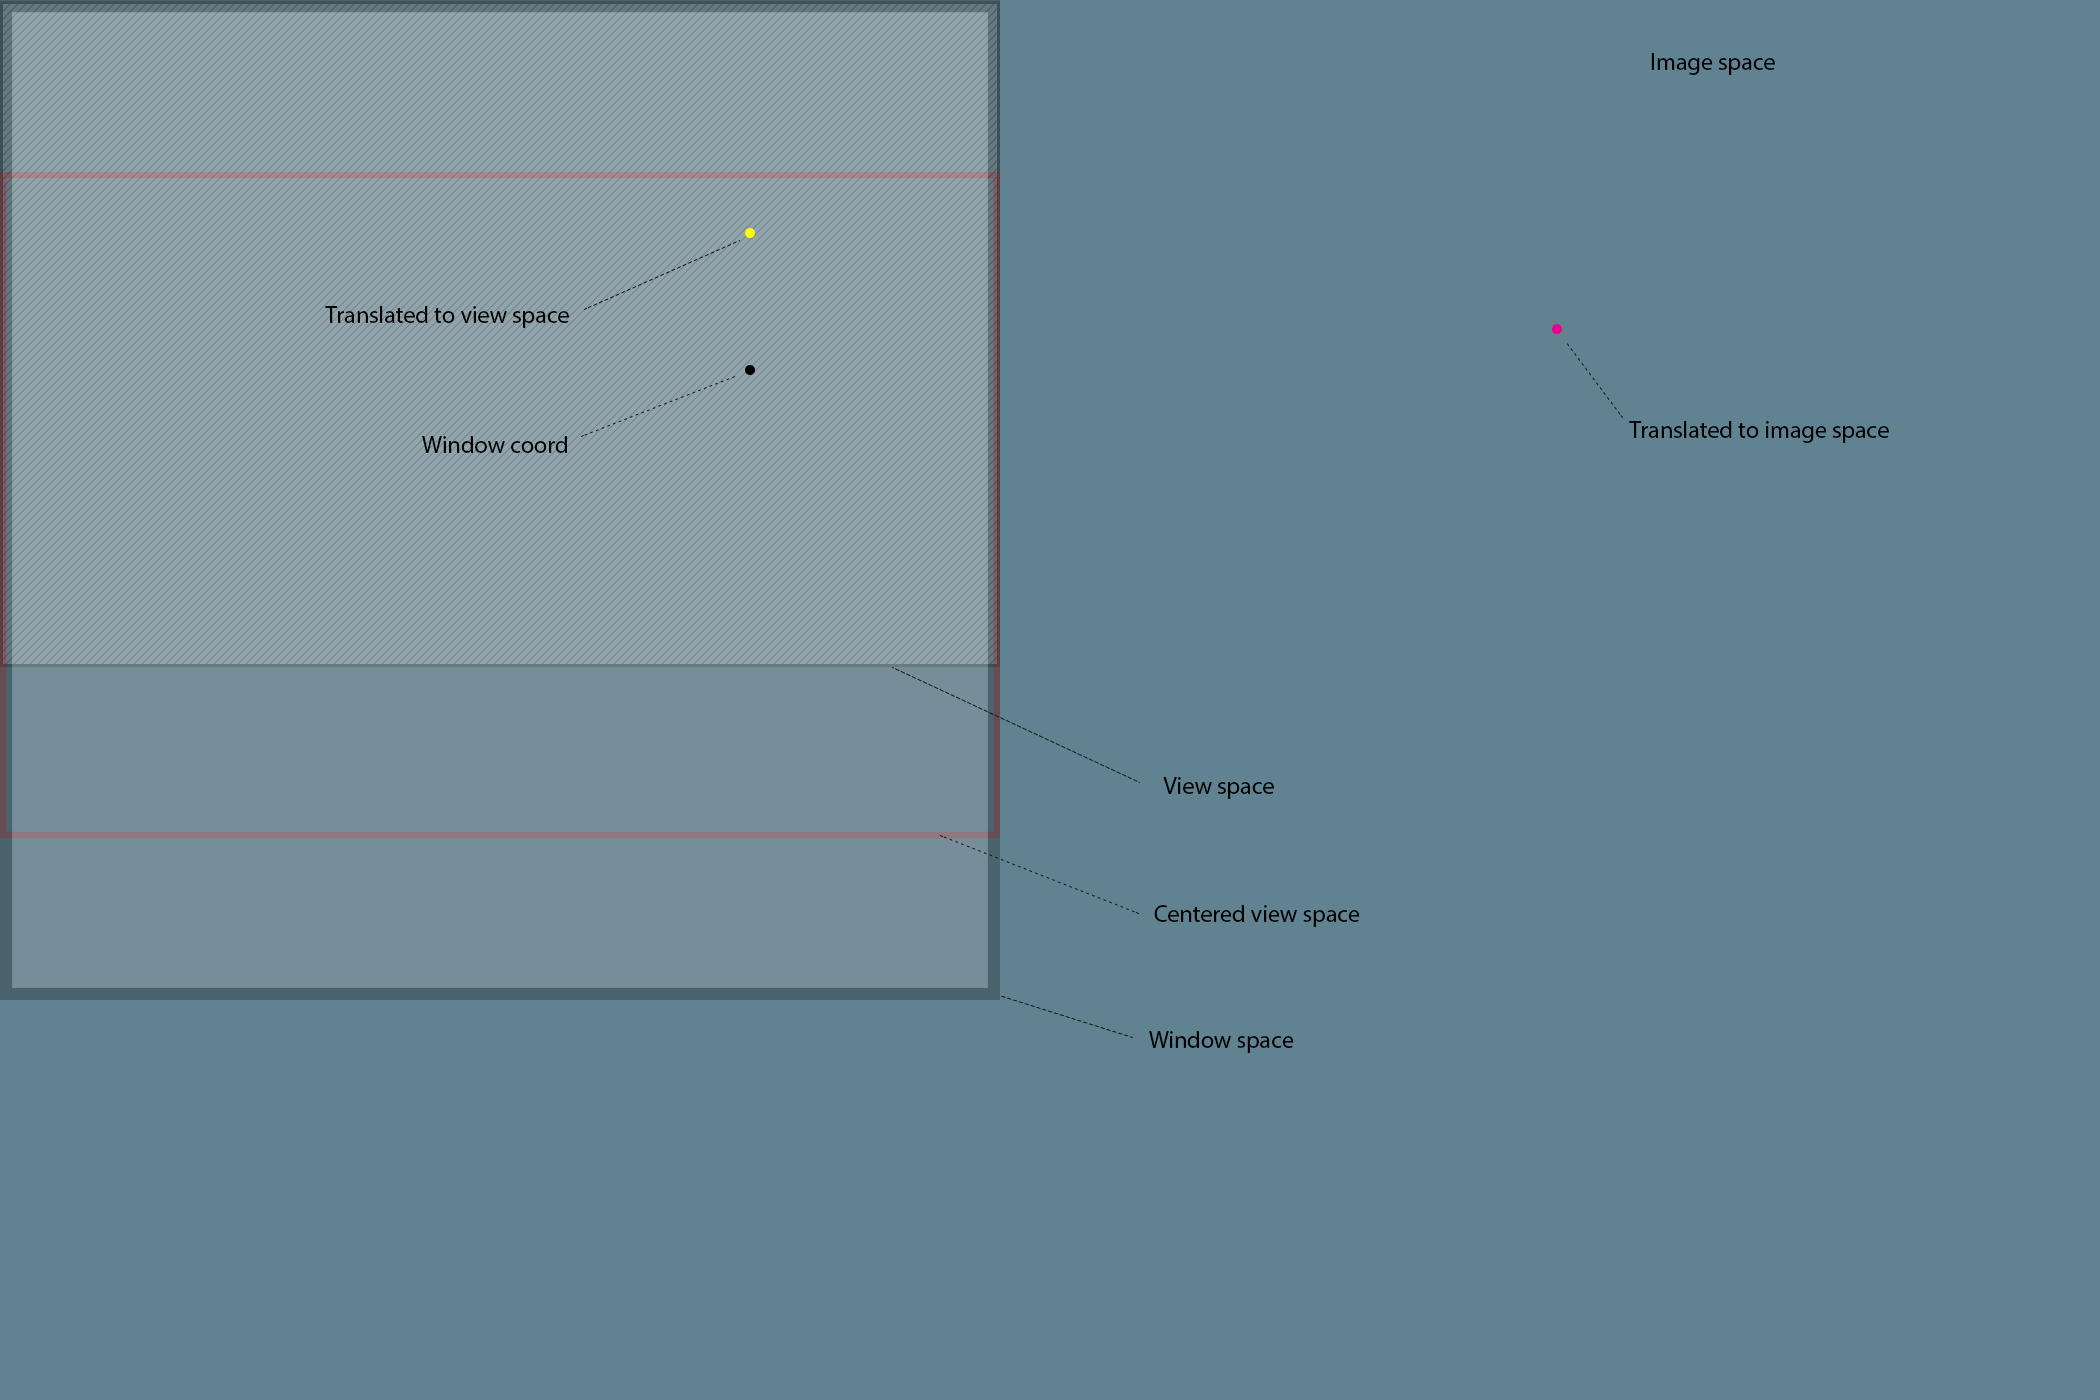 Image space
Translated to view space
Window coord
Translated to image space
View space
Centered view space
Window space